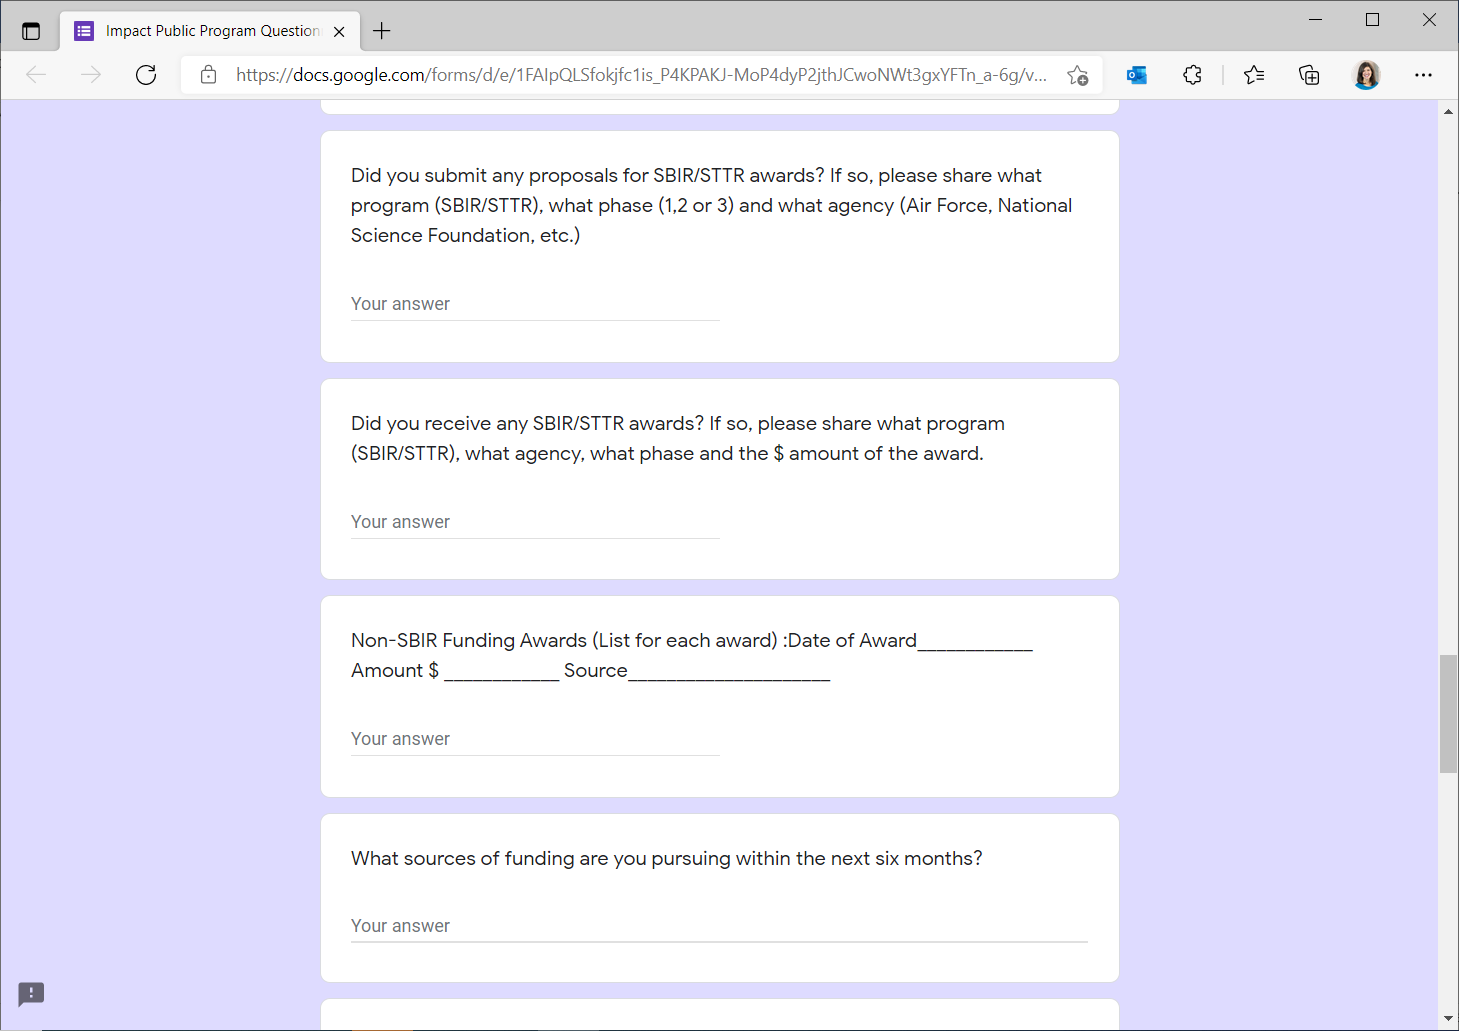 Impact Public Program Question
https://docs.google.com/forms/d/e/1FAIpQLSfokjfc1is_P4KPAKJ-MoP4dyP2jthJCwoNWt3gxYFTn_a-6g/v...
Did you submit any proposals for SBIR/STTR awards? If so, please share what
program (SBIR/STTR), what phase (1,2 or 3) and what agency (Air Force, National
Science Foundation, etc.)
Your answer
Did you receive any SBIR/STTR awards? If so, please share what program
(SBIR/STTR), what agency, what phase and the $ amount of the award.
Your answer
Non-SBIR Funding Awards (List for each award) :Date of Award____________
Amount $ ____________ Source_____________________
Your answer
What sources of funding are you pursuing within the next six months?
Your answer